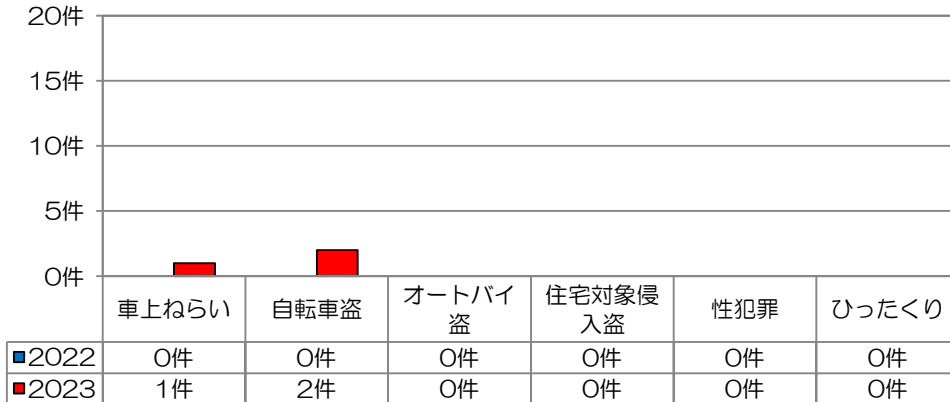 20件
15件
10件
5件
0件
車上ねらい 自転車盗 オートバイ盗 住宅対象侵入盗 性犯罪 ひったくり
2022 0件 0件 0件 0件 0件 0件
2023 1件 2件 0件 0件 0件 0件